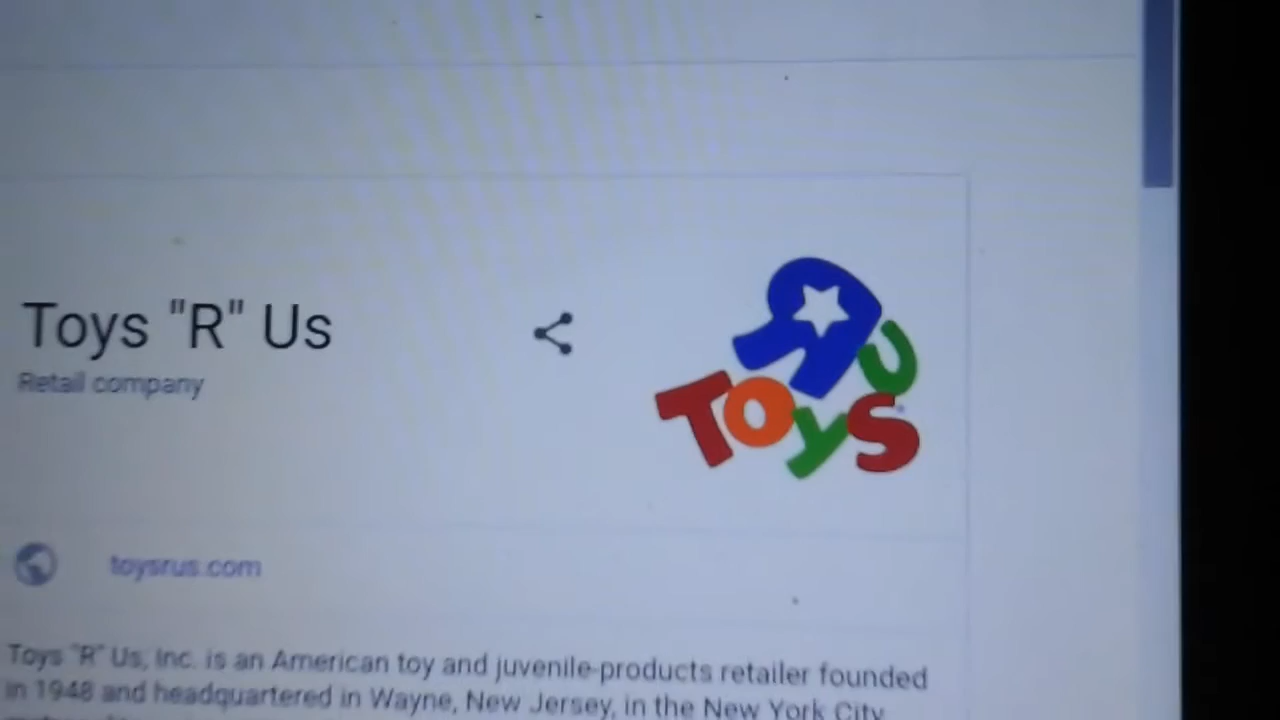 Toys "R" Us
Retail company
R
U
Toys
toysrus.com
Toys "R" Us, Inc. is an American toy and juvenile-products retailer founded
in 1948 and headquartered in Wayne, New Jersey, in the New York City